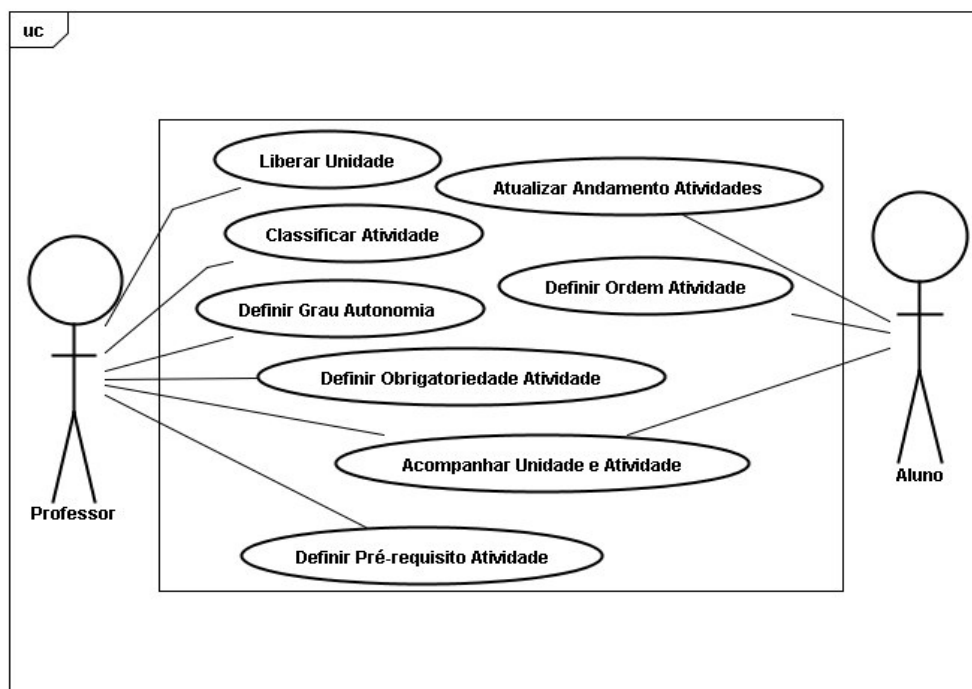 uc
Liberar Unidade
Atualizar Andamento Atividades
Classificar Atividade
Definir Ordem Atividade
Definir Grau Autonomia
Definir Obrigatoriedade Atividade
Acompanhar Unidade e Atividade
Aluno
Professor
Definir Pré-requisito Atividade